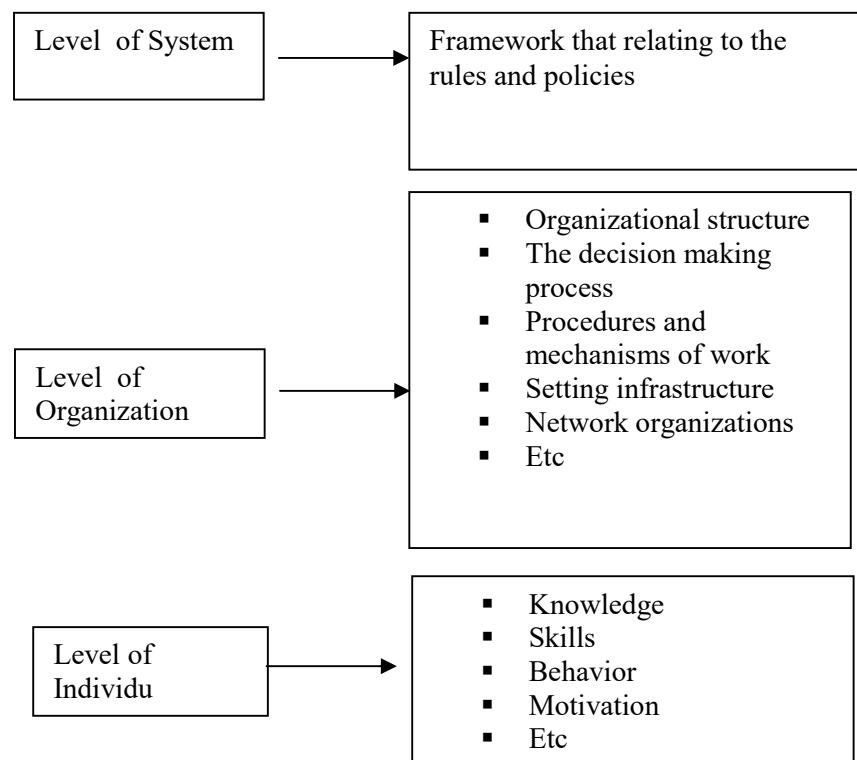 Level of System
Framework that relating to the
rules and policies
Level of
Organization
▪ Organizational structure
▪ The decision making
process
▪ Procedures and
mechanisms of work
▪ Setting infrastructure
▪ Network organizations
▪ Etc
Level of
Individu
▪ Knowledge
▪ Skills
▪ Behavior
▪ Motivation
▪ Etc